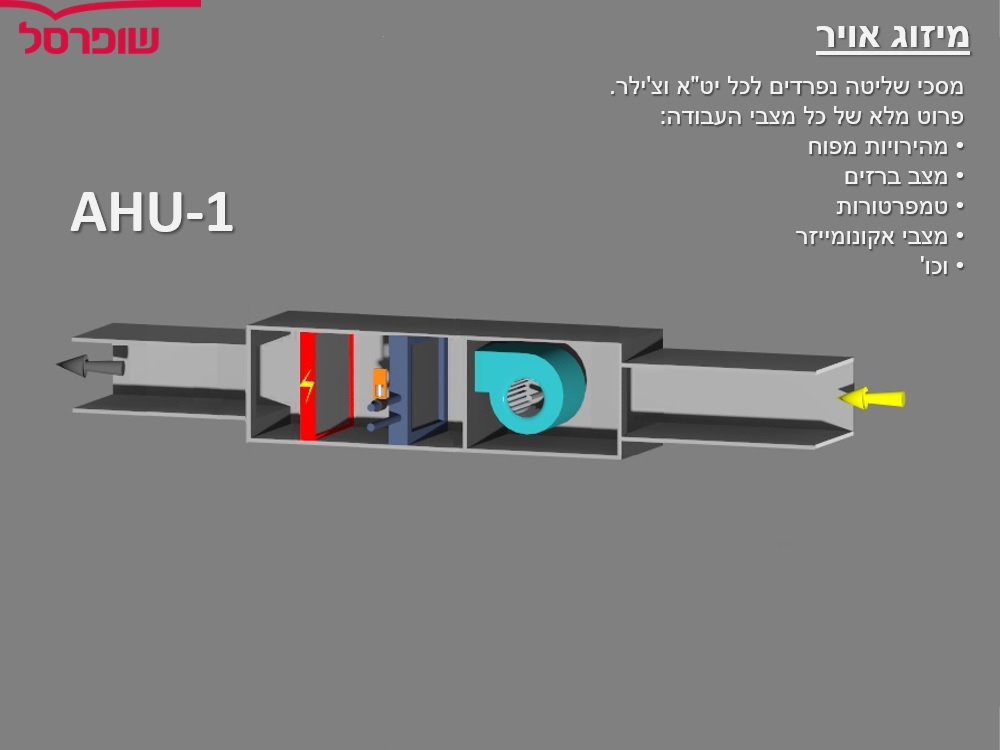 שופרסל
מיזוג אויר
מסכי שליטה נפרדים לכל יט"א וצ'ילר.
פרוט מלא של כל מצבי העבודה:
• מהירויות מפוח
• מצב ברזים
• טמפרטורות
• מצבי אקונומייזר
• וכו'
AHU-1